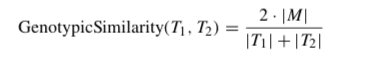 GenotypicSimilarity(T₁, T₂) = 2 · |M| / |T₁| + |T₂|